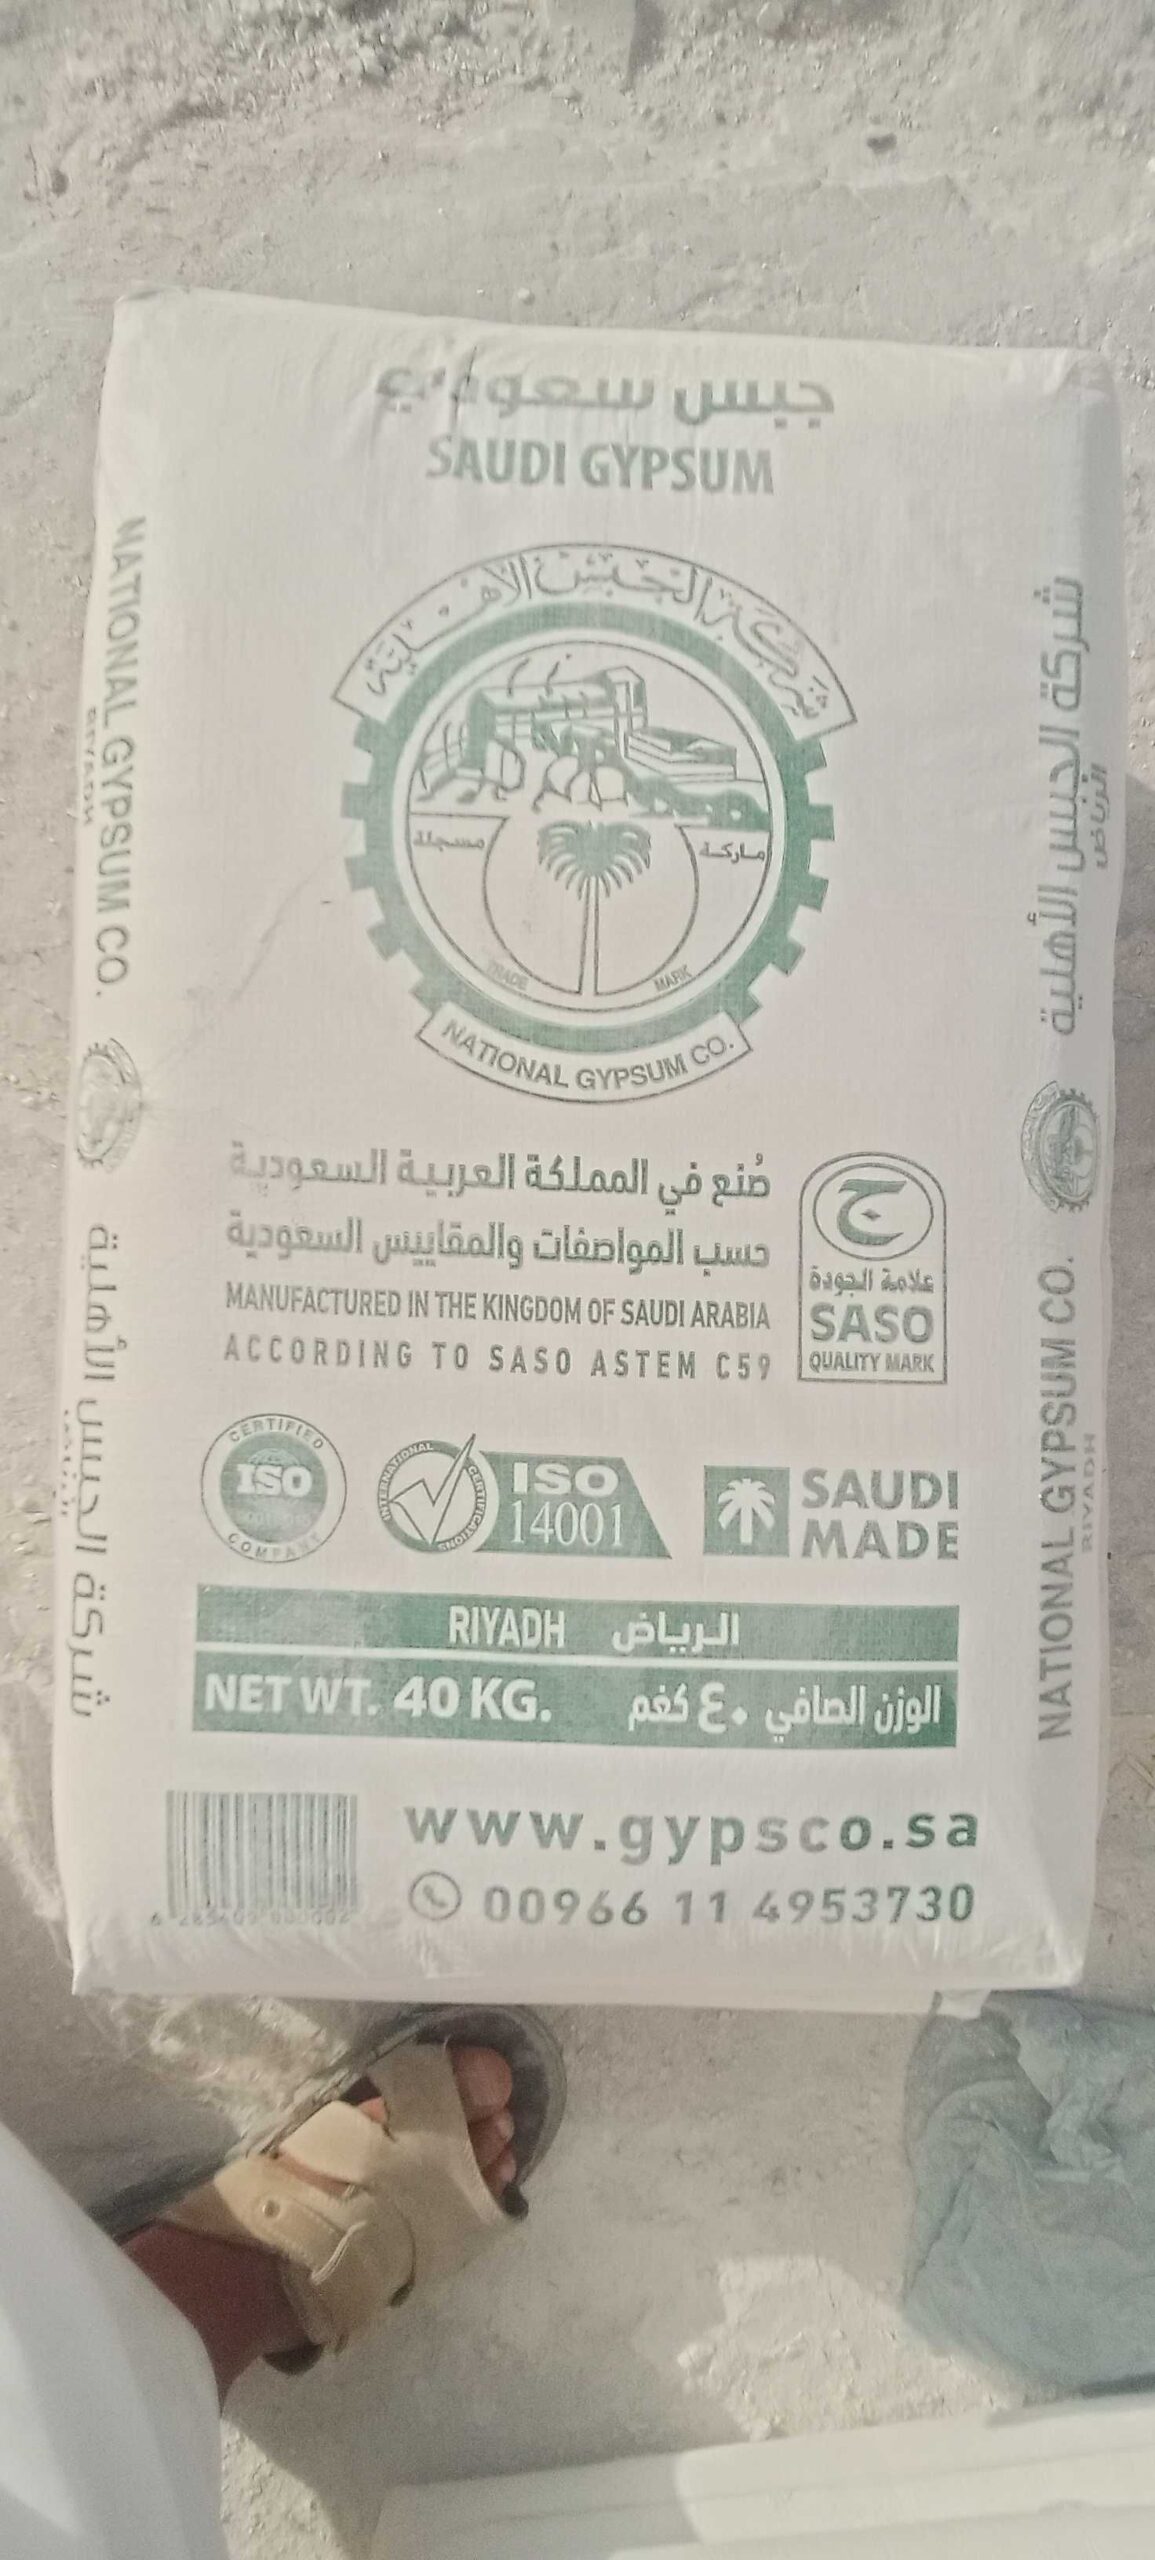 جبس سعودي
SAUDI GYPSUM
شركة الجبس الأهلية
ماركة مسجلة
TRADE MARK
NATIONAL GYPSUM CO.
صُنع في المملكة العربية السعودية
حسب المواصفات والمقاييس السعودية
MANUFACTURED IN THE KINGDOM OF SAUDI ARABIA
ACCORDING TO SASO ASTEM C59
ج
علامة الجودة
SASO
QUALITY MARK
CERTIFIED
ISO
COMPANY
INTERNATIONAL CERTIFICATIONS
ISO
14001
SAUDI
MADE
RIYADH الرياض
NET WT. 40 KG. الوزن الصافي ٤٠ كغم
www.gypsco.sa
00966 11 4953730
NATIONAL GYPSUM CO.
RIYADH
شركة الجبس الأهلية
شركة الجبس الأهلية
الرياض
NATIONAL GYPSUM CO.
RIYADH